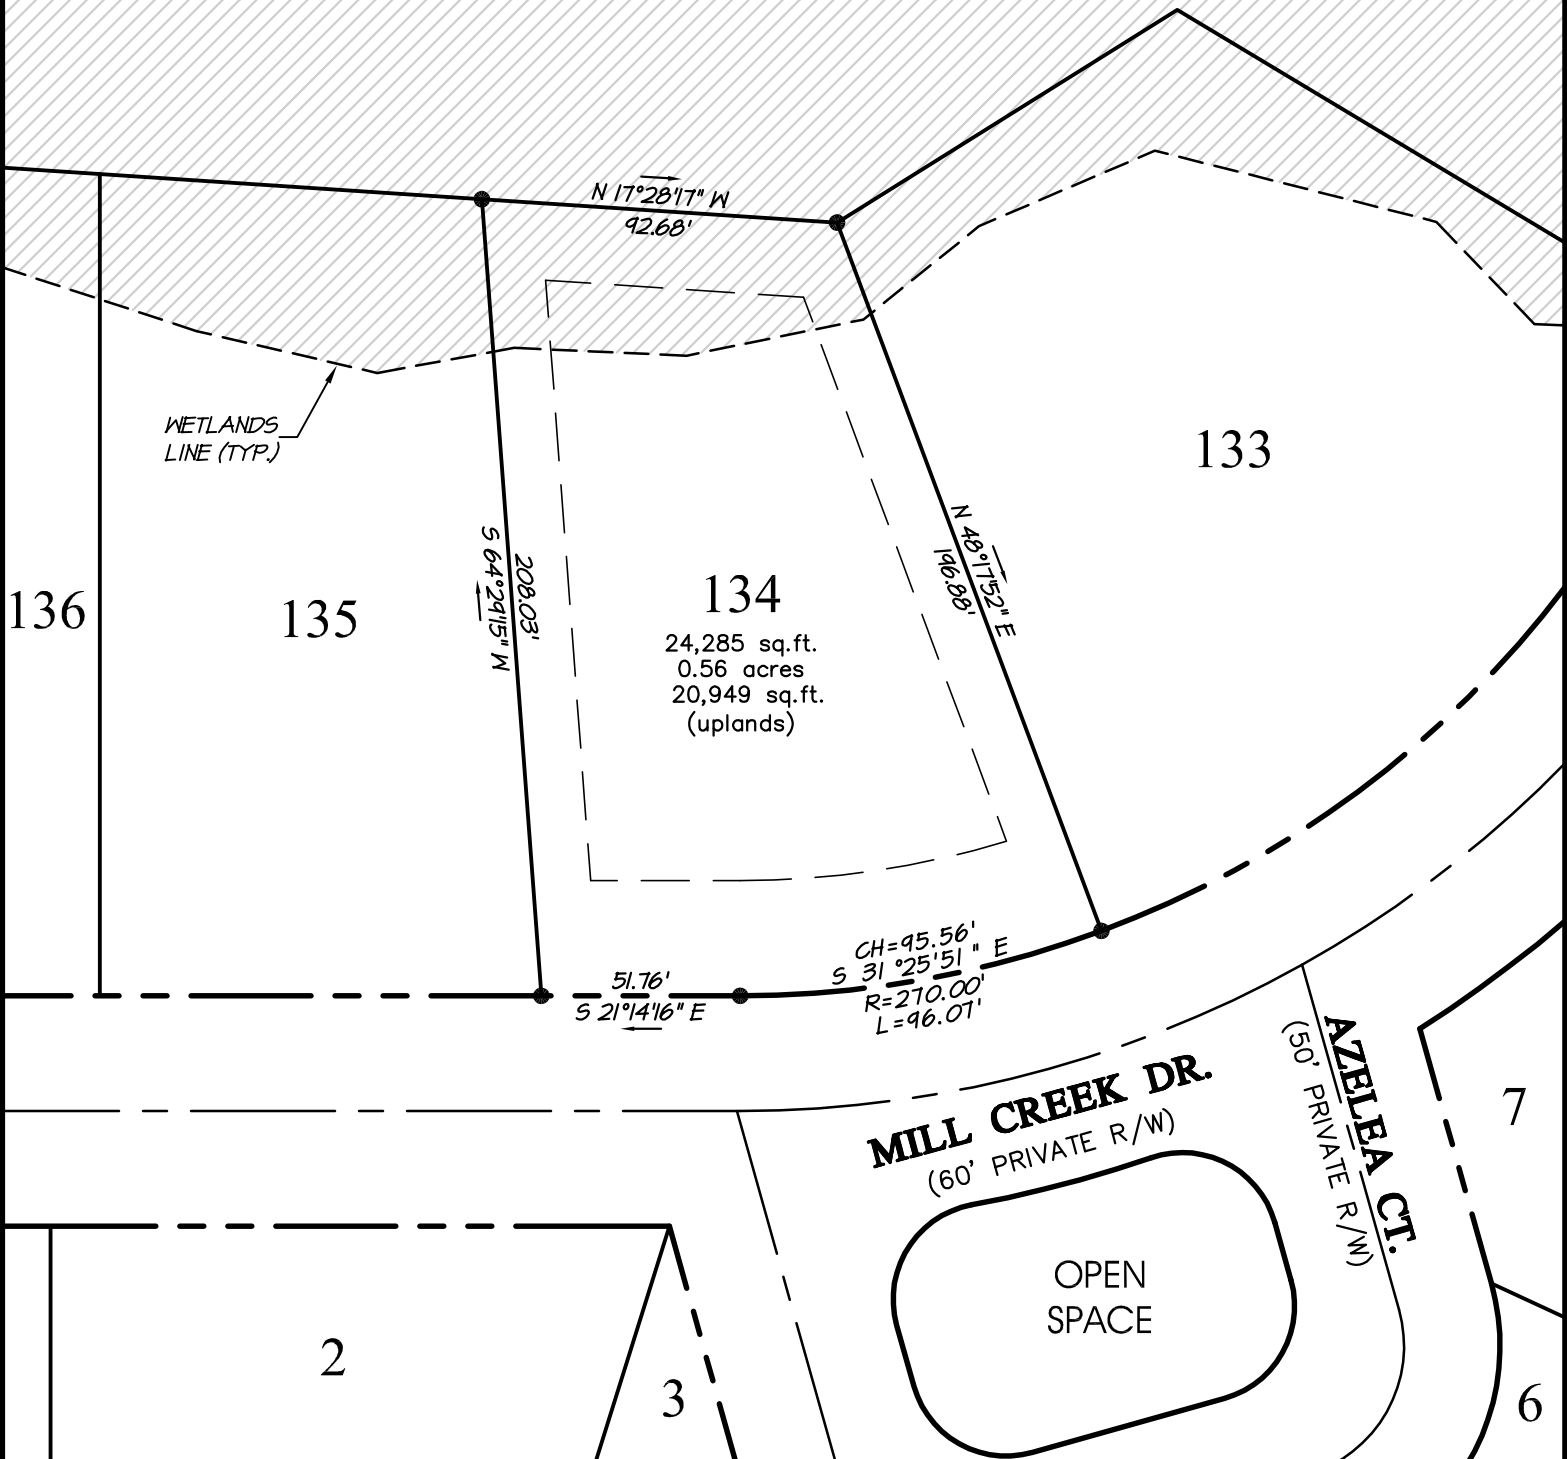 N 17°28'17" W
92.68'
WETLANDS
LINE (TYP.)
133
136
135
S 64°29'15" W
208.03'
134
24,285 sq.ft.
0.56 acres
20,949 sq.ft.
(uplands)
N 48°17'52" E
196.88'
51.76'
S 21°14'16" E
CH=95.56'
S 31°25'51" E
R=270.00'
L=96.07'
MILL CREEK DR.
(60' PRIVATE R/W)
AZELEA CT.
(50' PRIVATE R/W)
7
OPEN
SPACE
2
3
6